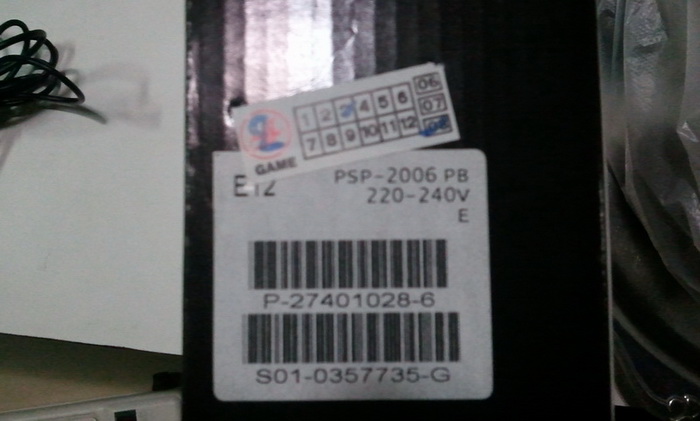 1 2 3 4 5 6 06
7 8 9 10 11 12 07
08
GAME
E12
PSP-2006 PB
220-240V
E
P-27401028-6
S01-0357735-G